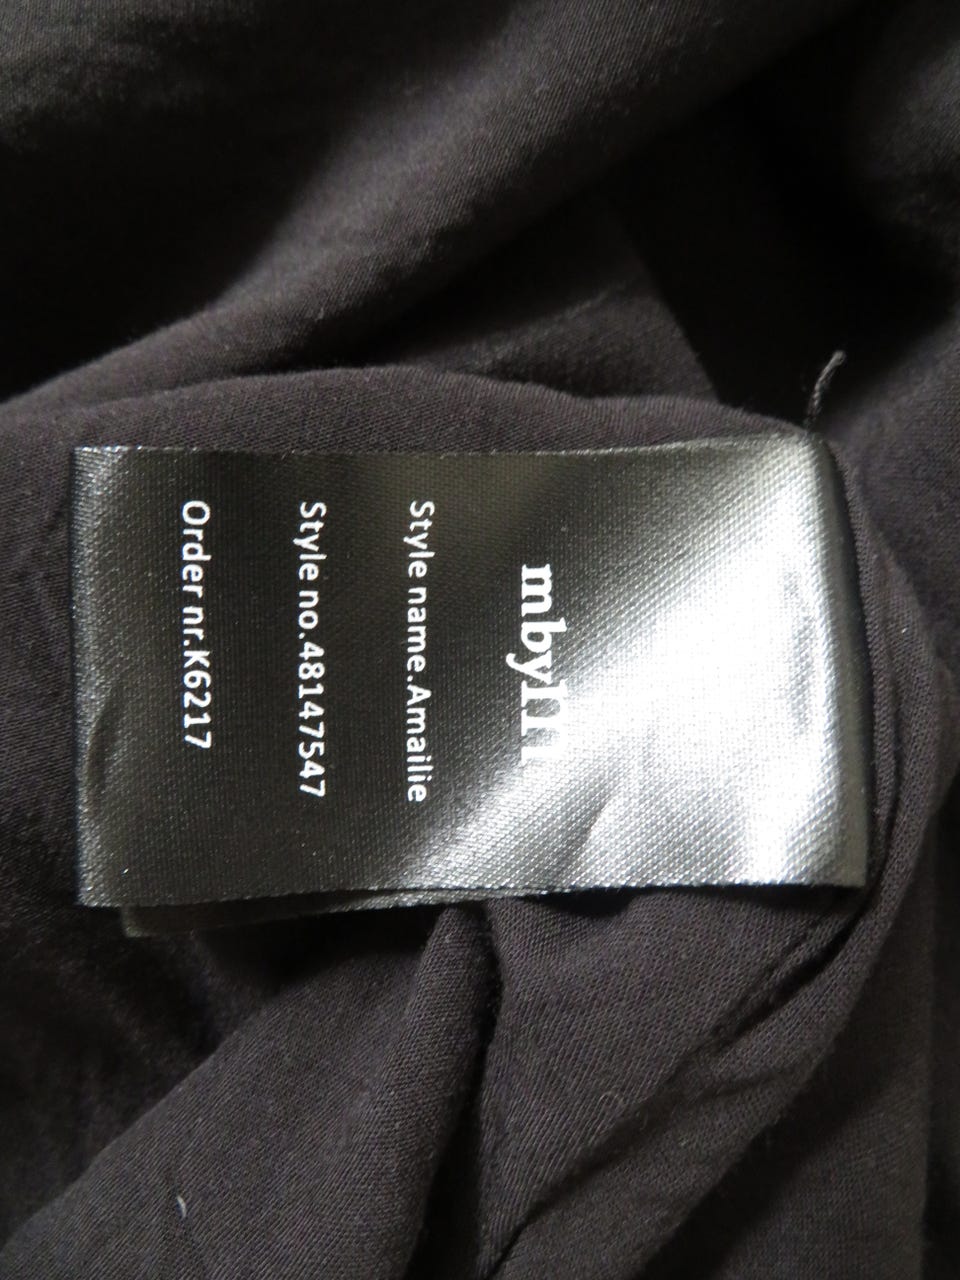 mbyM
Style name.Amailie
Style no.48147547
Order nr.K6217